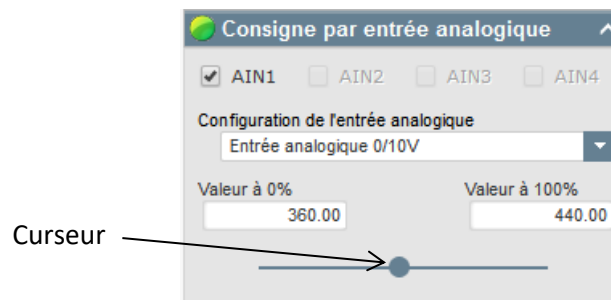 Consigne par entrée analogique
AIN1 AIN2 AIN3 AIN4
Configuration de l'entrée analogique
Entrée analogique 0/10V
Valeur à 0% Valeur à 100%
360.00 440.00
Curseur